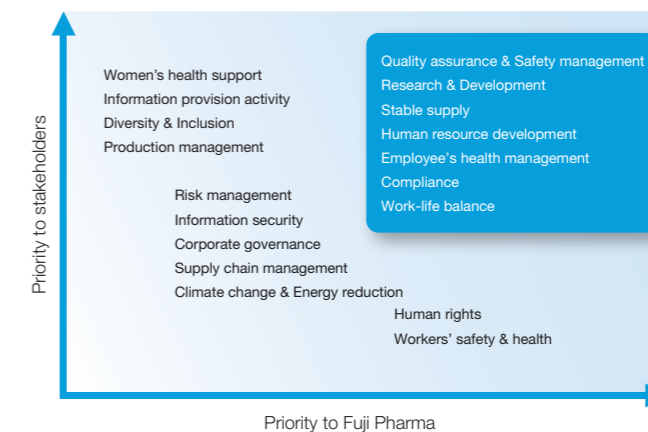 Priority to stakeholders
Women's health support
Information provision activity
Diversity & Inclusion
Production management
Quality assurance & Safety management
Research & Development
Stable supply
Human resource development
Employee's health management
Compliance
Work-life balance
Risk management
Information security
Corporate governance
Supply chain management
Climate change & Energy reduction
Human rights
Workers' safety & health
Priority to Fuji Pharma